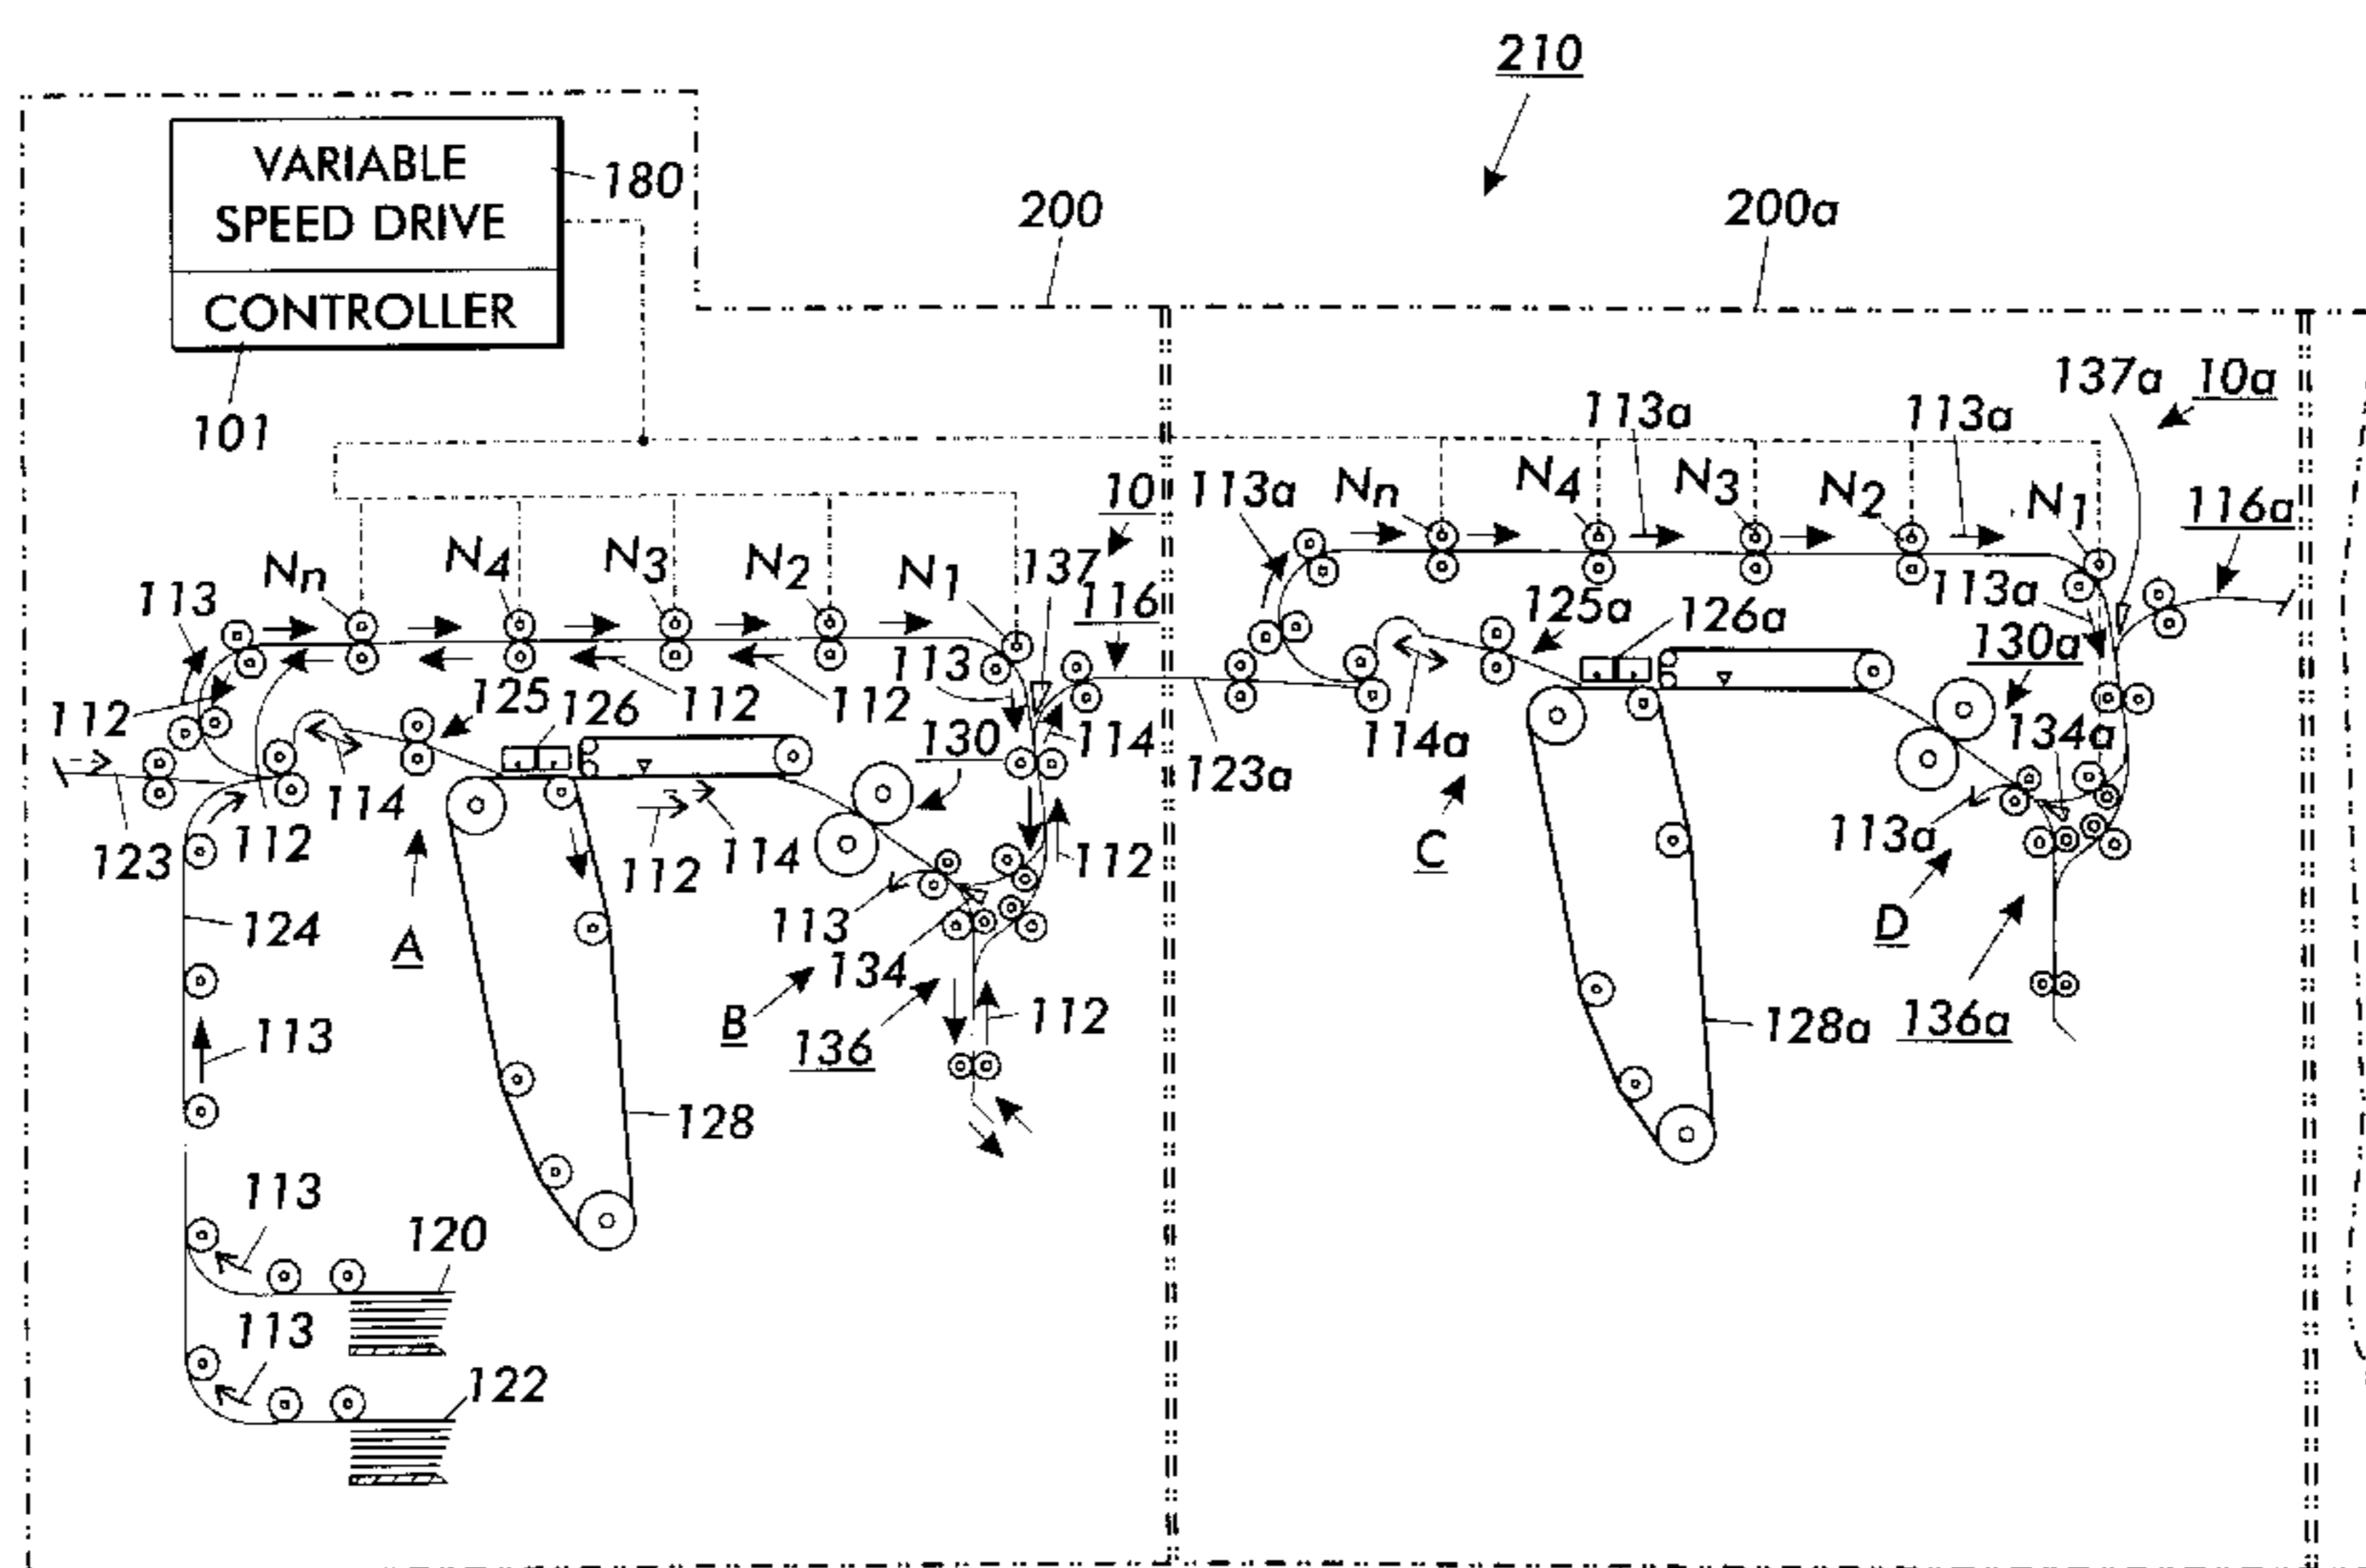 210
VARIABLE
SPEED DRIVE
180
CONTROLLER
101
200
200a
137a
10a
113a
113a
113a
Nn
N4
N3
N2
N1
116a
10
Nn
N4
N3
N2
N1
137
116
113
113
113a
125a
126a
130a
112
125
126
112
112
130
114
114a
123a
134a
112
114
123
112
112
114
112
113a
C
124
A
113
134
D
B
136
112
128a
136a
113
128
113
120
113
122